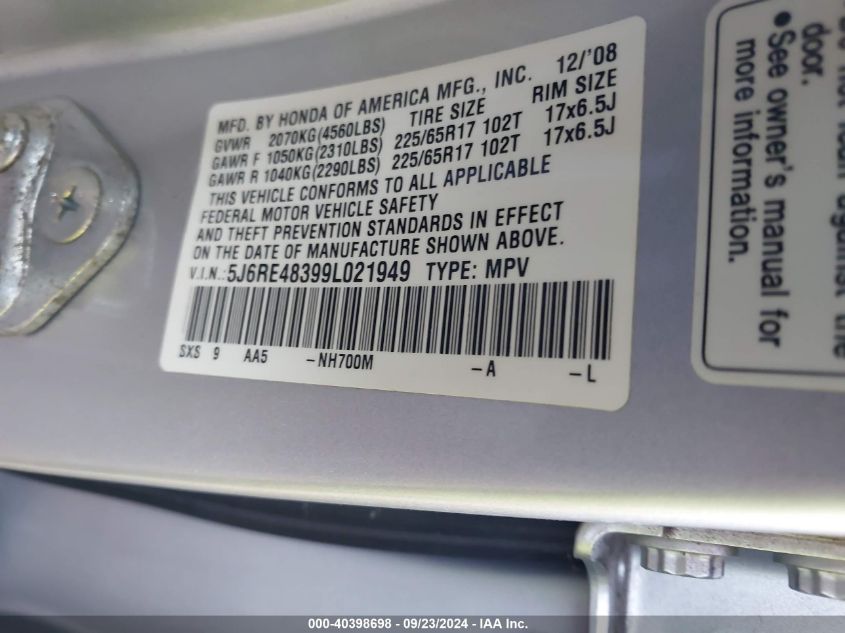 MFD. BY HONDA OF AMERICA MFG., INC. 12/'08
GVWR 2070KG(4560LBS) TIRE SIZE RIM SIZE
GAWR F 1050KG(2310LBS) 225/65R17 102T 17x6.5J
GAWR R 1040KG(2290LBS) 225/65R17 102T 17x6.5J
THIS VEHICLE CONFORMS TO ALL APPLICABLE
FEDERAL MOTOR VEHICLE SAFETY
AND THEFT PREVENTION STANDARDS IN EFFECT
ON THE DATE OF MANUFACTURE SHOWN ABOVE.
V.I.N.: 5J6RE48399L021949 TYPE: MPV
SXS 9 AA5 -NH700M -A -L
against the
door.
•See owner's manual for
more information.
000-40398698 - 09/23/2024 - IAA Inc.